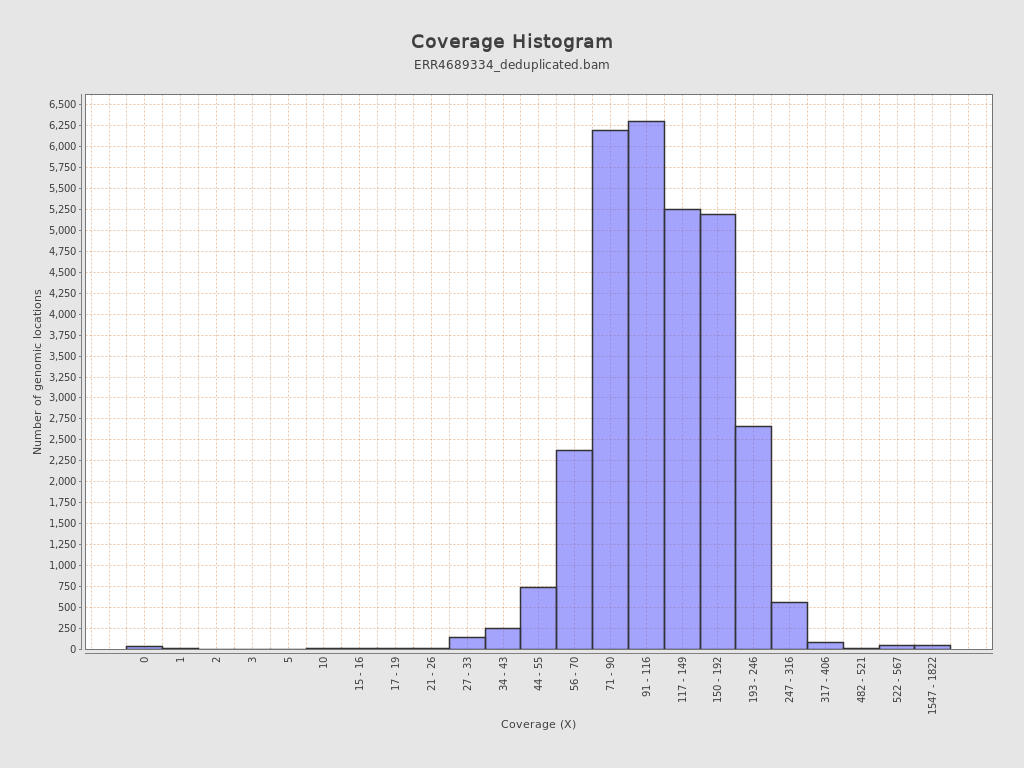 Coverage Histogram
ERR4689334_deduplicated.bam
Number of genomic locations
6,500
6,250
6,000
5,750
5,500
5,250
5,000
4,750
4,500
4,250
4,000
3,750
3,500
3,250
3,000
2,750
2,500
2,250
2,000
1,750
1,500
1,250
1,000
750
500
250
0
0
1
2
3
5
10
15 - 16
17 - 19
21 - 26
27 - 33
34 - 43
44 - 55
56 - 70
71 - 90
91 - 116
117 - 149
150 - 192
193 - 246
247 - 316
317 - 406
482 - 521
522 - 567
1547 - 1822
Coverage (X)